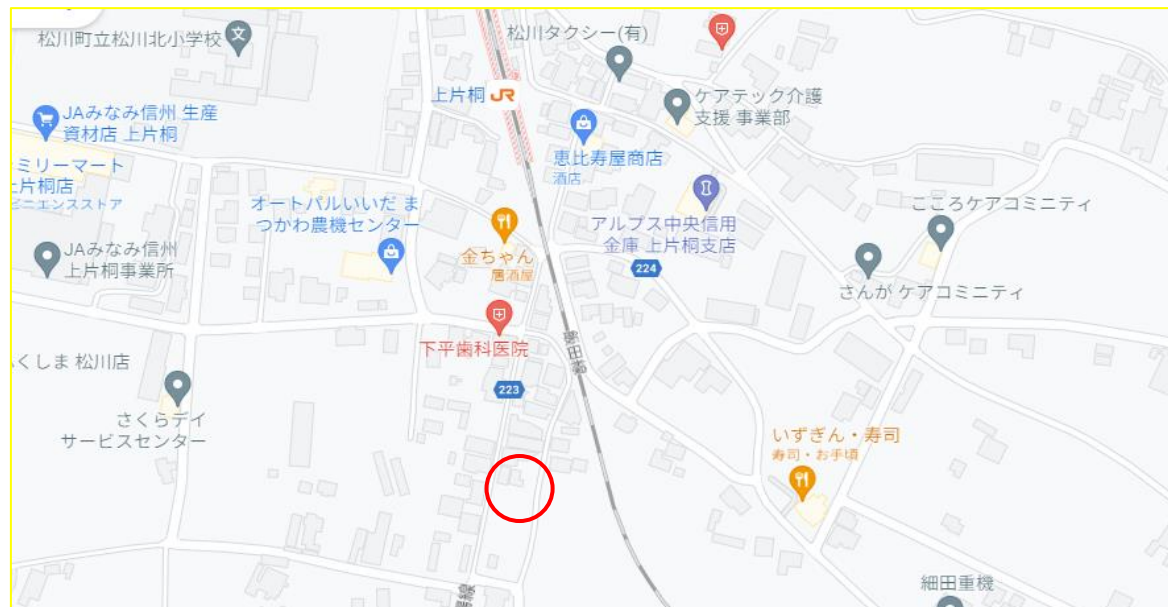 松川町立松川北小学校
松川タクシー(有)
上片桐
JR
ケアテック介護
支援 事業部
JAみなみ信州 生産
資材店 上片桐
恵比寿屋商店
酒店
ミリーマート
上片桐店
ビニエンスストア
オートパルいいだ ま
つかわ農機センター
アルプス中央信用
金庫 上片桐支店
こころケアコミニティ
金ちゃん
居酒屋
JAみなみ信州
上片桐事業所
224
さんが ケアコミニティ
下平歯科医院
飯田線
くしま 松川店
223
さくらデイ
サービスセンター
いずぎん・寿司
寿司・お手頃
細田重機